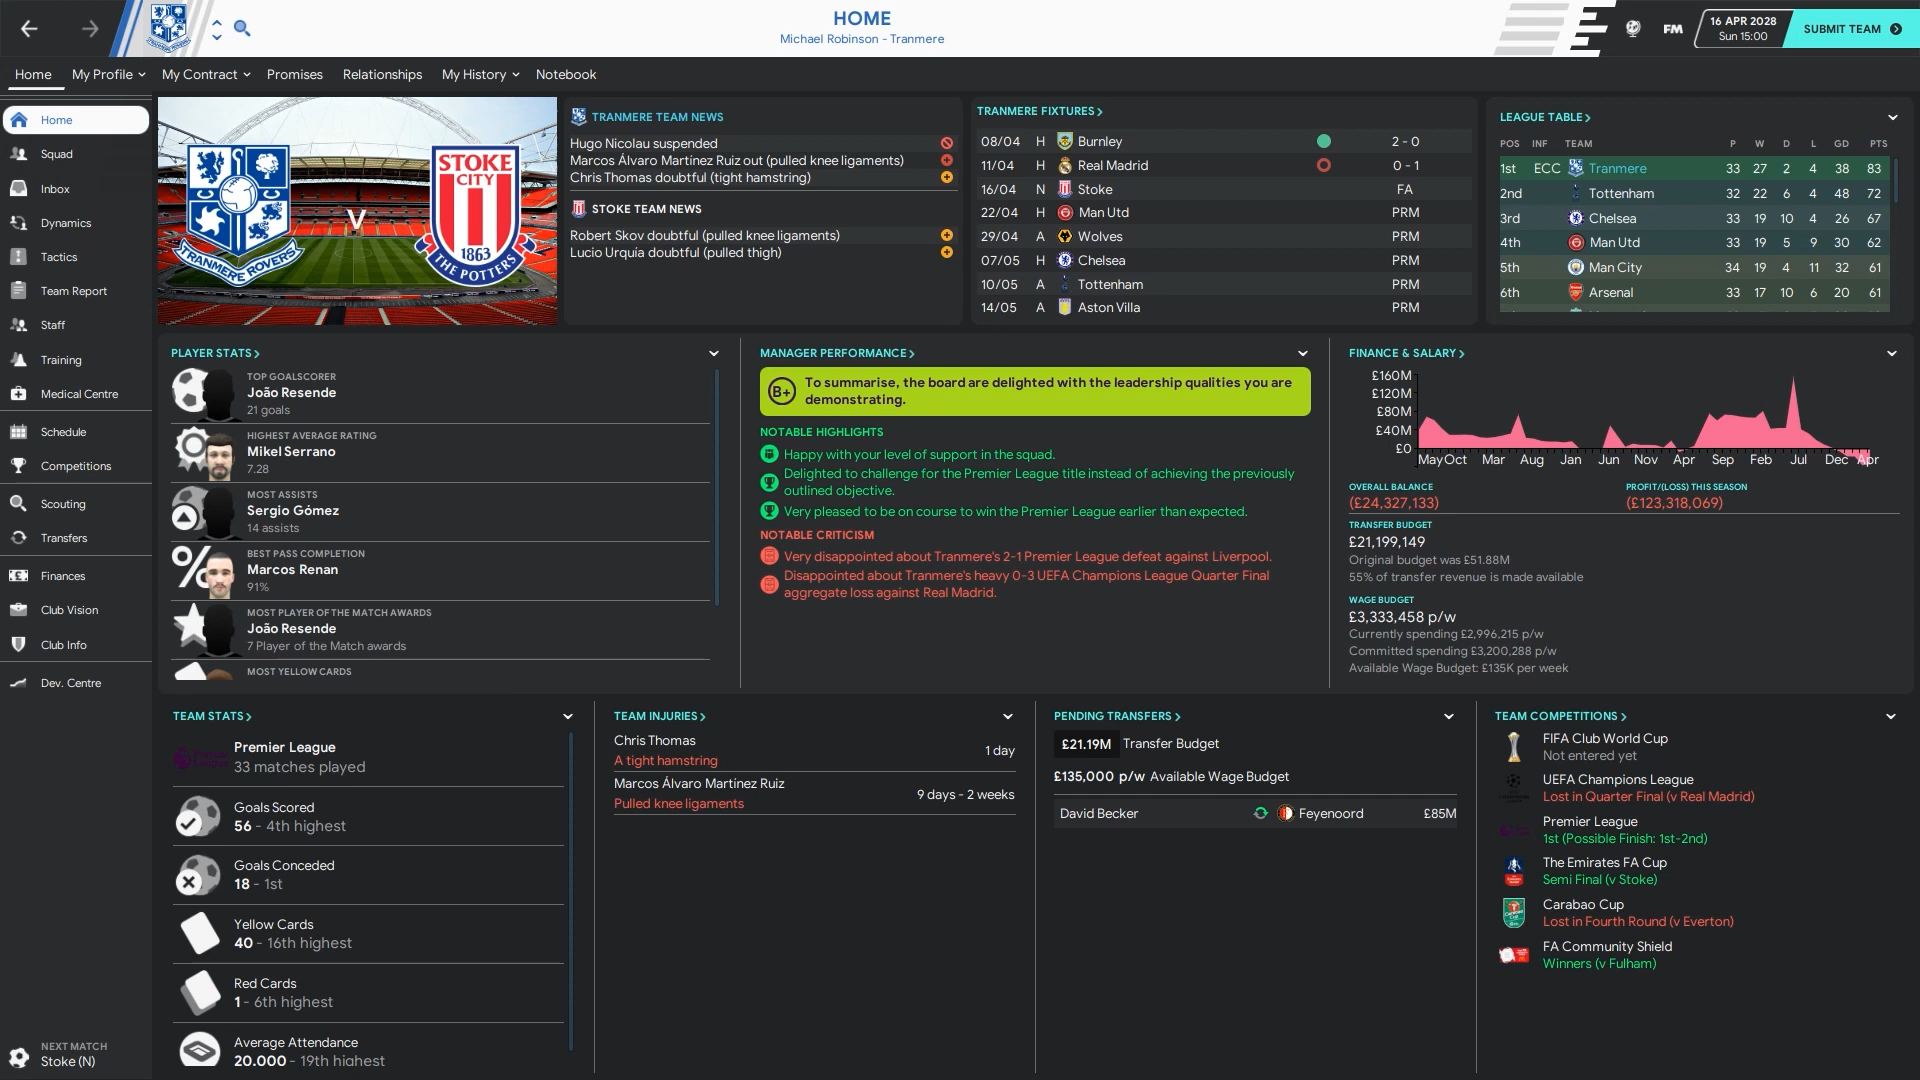 HOME
Michael Robinson - Tranmere
FM
16 APR 2028
Sun 15:00
SUBMIT TEAM
Home
My Profile
My Contract
Promises
Relationships
My History
Notebook
Home
Squad
Inbox
Dynamics
Tactics
Team Report
Staff
Training
Medical Centre
Schedule
Competitions
Scouting
Transfers
Finances
Club Vision
Club Info
Dev. Centre
NEXT MATCH
Stoke (N)
TRANMERE ROVERS
V
STOKE CITY
1863
THE POTTERS
TRANMERE TEAM NEWS
Hugo Nicolau suspended
Marcos Álvaro Martínez Ruiz out (pulled knee ligaments)
Chris Thomas doubtful (tight hamstring)
STOKE TEAM NEWS
Robert Skov doubtful (pulled knee ligaments)
Lucio Urquía doubtful (pulled thigh)
TRANMERE FIXTURES
08/04 H Burnley 2 - 0
11/04 H Real Madrid 0 - 1
16/04 N Stoke FA
22/04 H Man Utd PRM
29/04 A Wolves PRM
07/05 H Chelsea PRM
10/05 A Tottenham PRM
14/05 A Aston Villa PRM
LEAGUE TABLE
POS INF TEAM P W D L GD PTS
1st ECC Tranmere 33 27 2 4 38 83
2nd Tottenham 32 22 6 4 48 72
3rd Chelsea 33 19 10 4 26 67
4th Man Utd 33 19 5 9 30 62
5th Man City 34 19 4 11 32 61
6th Arsenal 33 17 10 6 20 61
PLAYER STATS
TOP GOALSCORER
João Resende
21 goals
HIGHEST AVERAGE RATING
Mikel Serrano
7.28
MOST ASSISTS
Sergio Gómez
14 assists
BEST PASS COMPLETION
Marcos Renan
91%
MOST PLAYER OF THE MATCH AWARDS
João Resende
7 Player of the Match awards
MOST YELLOW CARDS
MANAGER PERFORMANCE
B+
To summarise, the board are delighted with the leadership qualities you are
demonstrating.
NOTABLE HIGHLIGHTS
Happy with your level of support in the squad.
Delighted to challenge for the Premier League title instead of achieving the previously
outlined objective.
Very pleased to be on course to win the Premier League earlier than expected.
NOTABLE CRITICISM
Very disappointed about Tranmere's 2-1 Premier League defeat against Liverpool.
Disappointed about Tranmere's heavy 0-3 UEFA Champions League Quarter Final
aggregate loss against Real Madrid.
FINANCE & SALARY
£160M
£120M
£80M
£40M
£0
May Oct Mar Aug Jan Jun Nov Apr Sep Feb Jul Dec Apr
OVERALL BALANCE
(£24,327,133)
PROFIT/(LOSS) THIS SEASON
(£123,318,069)
TRANSFER BUDGET
£21,199,149
Original budget was £51.88M
55% of transfer revenue is made available
WAGE BUDGET
£3,333,458 p/w
Currently spending £2,996,215 p/w
Committed spending £3,200,288 p/w
Available Wage Budget: £135K per week
TEAM STATS
Premier League
33 matches played
Goals Scored
56 - 4th highest
Goals Conceded
18 - 1st
Yellow Cards
40 - 16th highest
Red Cards
1 - 6th highest
Average Attendance
20.000 - 19th highest
TEAM INJURIES
Chris Thomas
A tight hamstring
1 day
Marcos Álvaro Martínez Ruiz
Pulled knee ligaments
9 days - 2 weeks
PENDING TRANSFERS
£21.19M Transfer Budget
£135,000 p/w Available Wage Budget
David Becker Feyenoord £85M
TEAM COMPETITIONS
FIFA Club World Cup
Not entered yet
UEFA Champions League
Lost in Quarter Final (v Real Madrid)
Premier League
1st (Possible Finish: 1st-2nd)
The Emirates FA Cup
Semi Final (v Stoke)
Carabao Cup
Lost in Fourth Round (v Everton)
FA Community Shield
Winners (v Fulham)